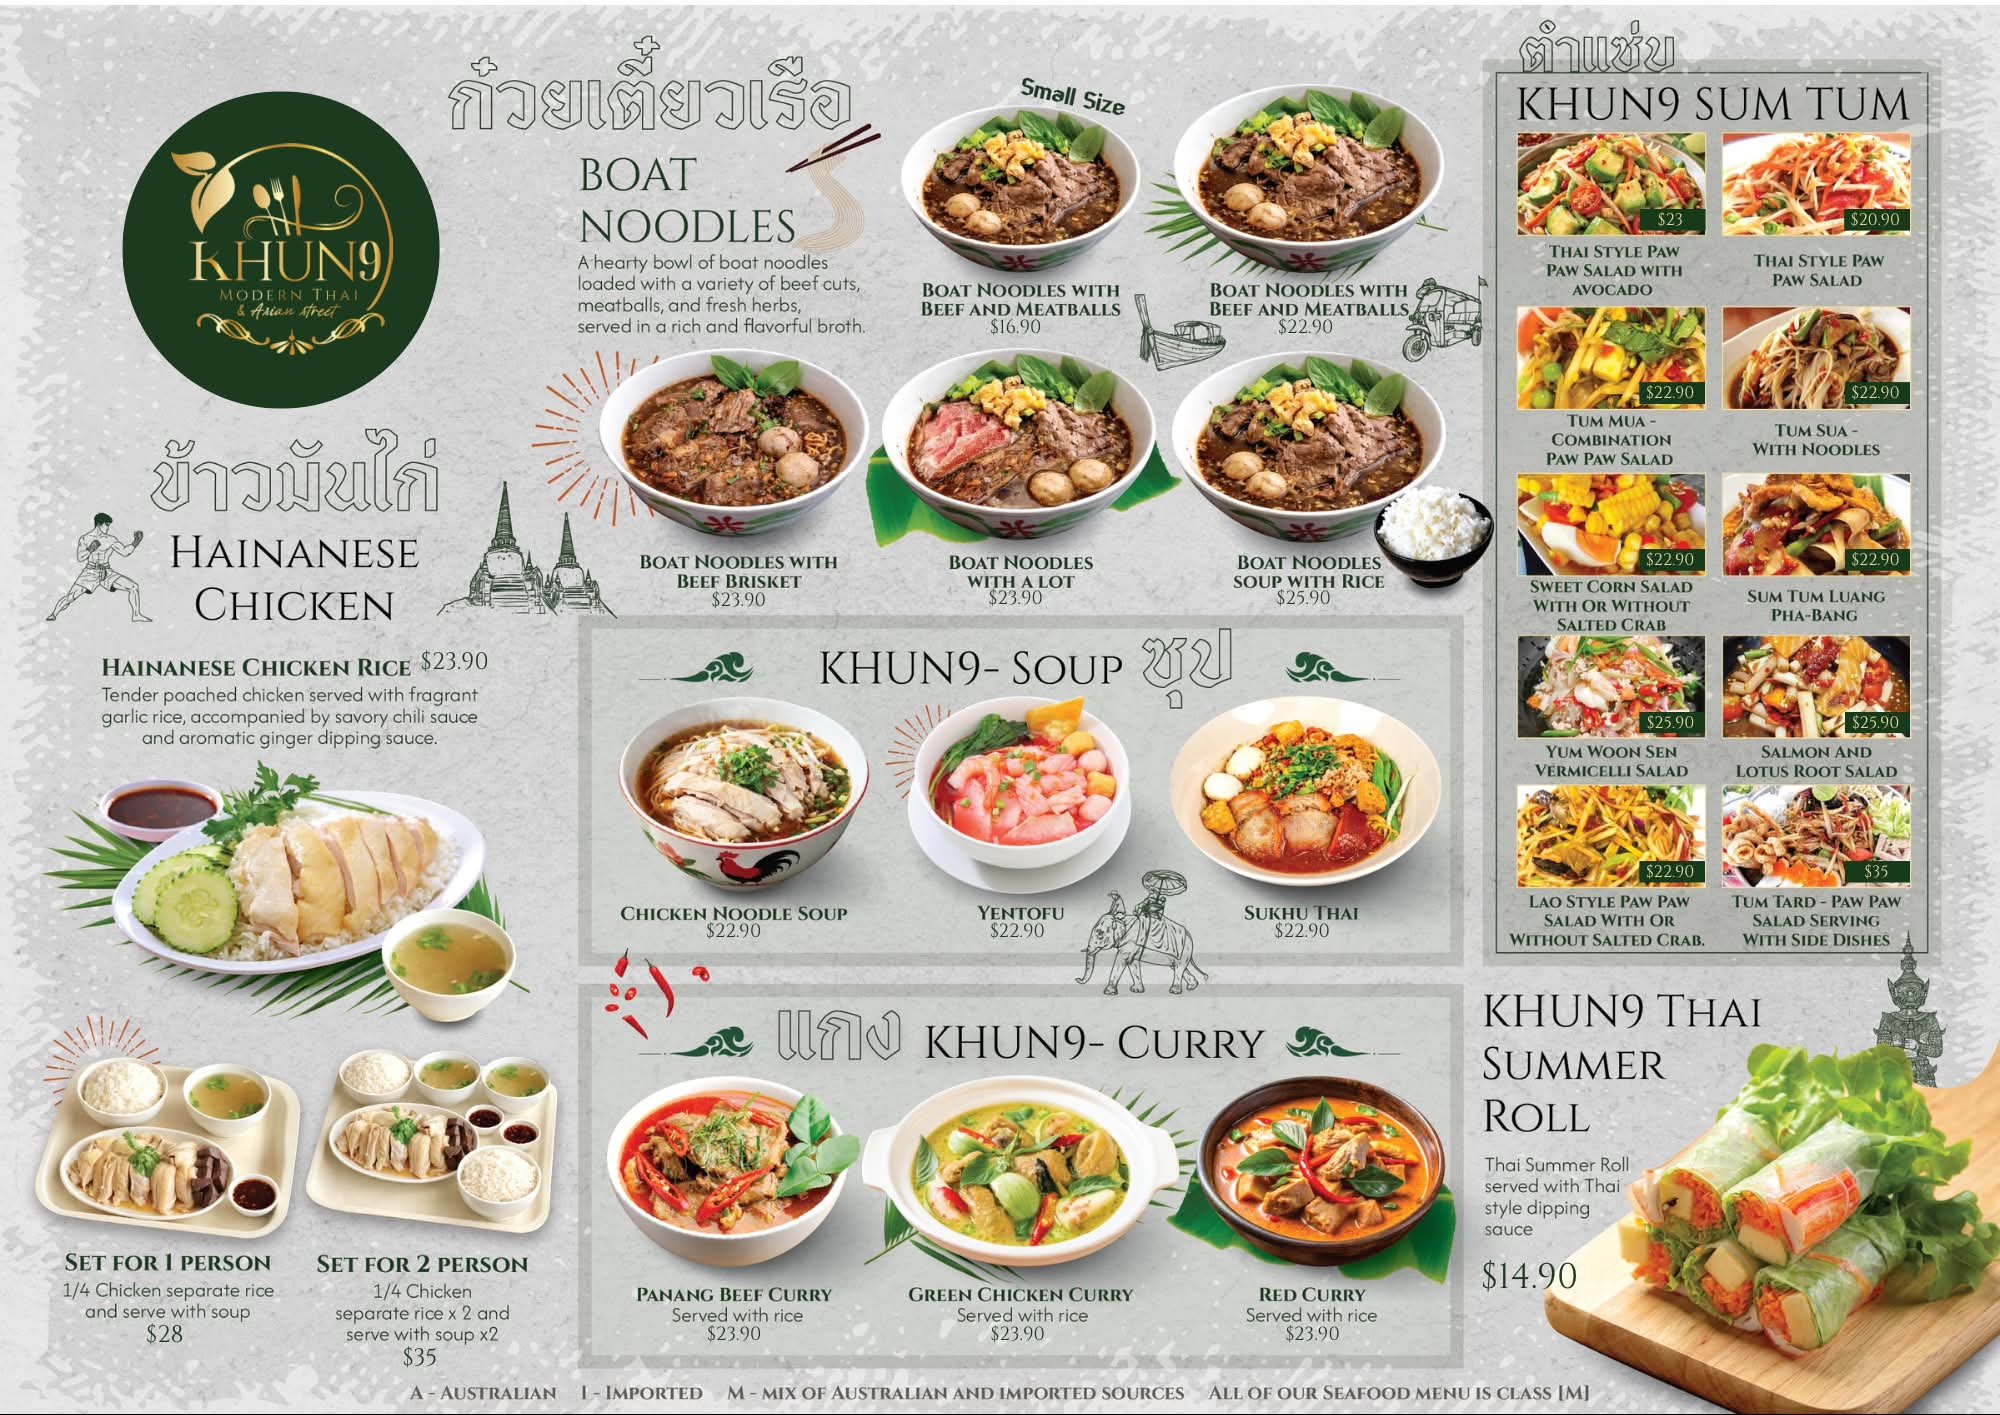 KHUN9
MODERN THAI
& Asian street
ก๋วยเตี๋ยวเรือ
BOAT
NOODLES
A hearty bowl of boat noodles
loaded with a variety of beef cuts,
meatballs, and fresh herbs,
served in a rich and flavorful broth.
Small Size
BOAT NOODLES WITH
BEEF AND MEATBALLS
$16.90
BOAT NOODLES WITH
BEEF AND MEATBALLS
$22.90
BOAT NOODLES WITH
BEEF BRISKET
$23.90
BOAT NOODLES
WITH A LOT
$23.90
BOAT NOODLES
SOUP WITH RICE
$25.90
ข้าวมันไก่
HAINANESE
CHICKEN
HAINANESE CHICKEN RICE $23.90
Tender poached chicken served with fragrant
garlic rice, accompanied by savory chili sauce
and aromatic ginger dipping sauce.
SET FOR 1 PERSON
1/4 Chicken separate rice
and serve with soup
$28
SET FOR 2 PERSON
1/4 Chicken
separate rice x 2 and
serve with soup x2
$35
KHUN9- SOUP ซุป
CHICKEN NOODLE SOUP
$22.90
YENTOFU
$22.90
SUKHU THAI
$22.90
แกง KHUN9- CURRY
PANANG BEEF CURRY
Served with rice
$23.90
GREEN CHICKEN CURRY
Served with rice
$23.90
RED CURRY
Served with rice
$23.90
ตำแซ่บ
KHUN9 SUM TUM
$23
THAI STYLE PAW
PAW SALAD WITH
AVOCADO
$20.90
THAI STYLE PAW
PAW SALAD
$22.90
TUM MUA -
COMBINATION
PAW PAW SALAD
$22.90
TUM SUA -
WITH NOODLES
$22.90
SWEET CORN SALAD
WITH OR WITHOUT
SALTED CRAB
$22.90
SUM TUM LUANG
PHA-BANG
$25.90
YUM WOON SEN
VERMICELLI SALAD
$25.90
SALMON AND
LOTUS ROOT SALAD
$22.90
LAO STYLE PAW PAW
SALAD WITH OR
WITHOUT SALTED CRAB.
$35
TUM TARD - PAW PAW
SALAD SERVING
WITH SIDE DISHES
KHUN9 THAI
SUMMER
ROLL
Thai Summer Roll
served with Thai
style dipping
sauce
$14.90
A - AUSTRALIAN I - IMPORTED M - MIX OF AUSTRALIAN AND IMPORTED SOURCES ALL OF OUR SEAFOOD MENU IS CLASS [M]